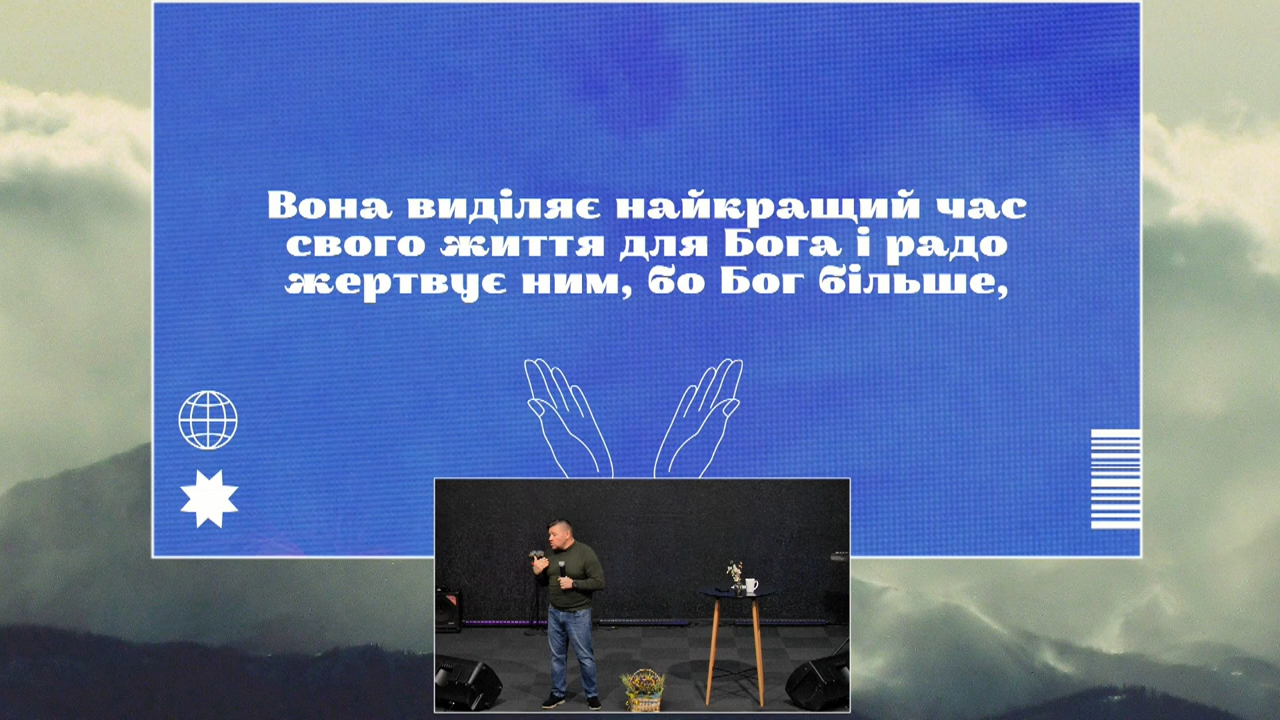 Вона виділяє найкращий час
свого життя для Бога і радо
жертвує ним, бо Бог більше,